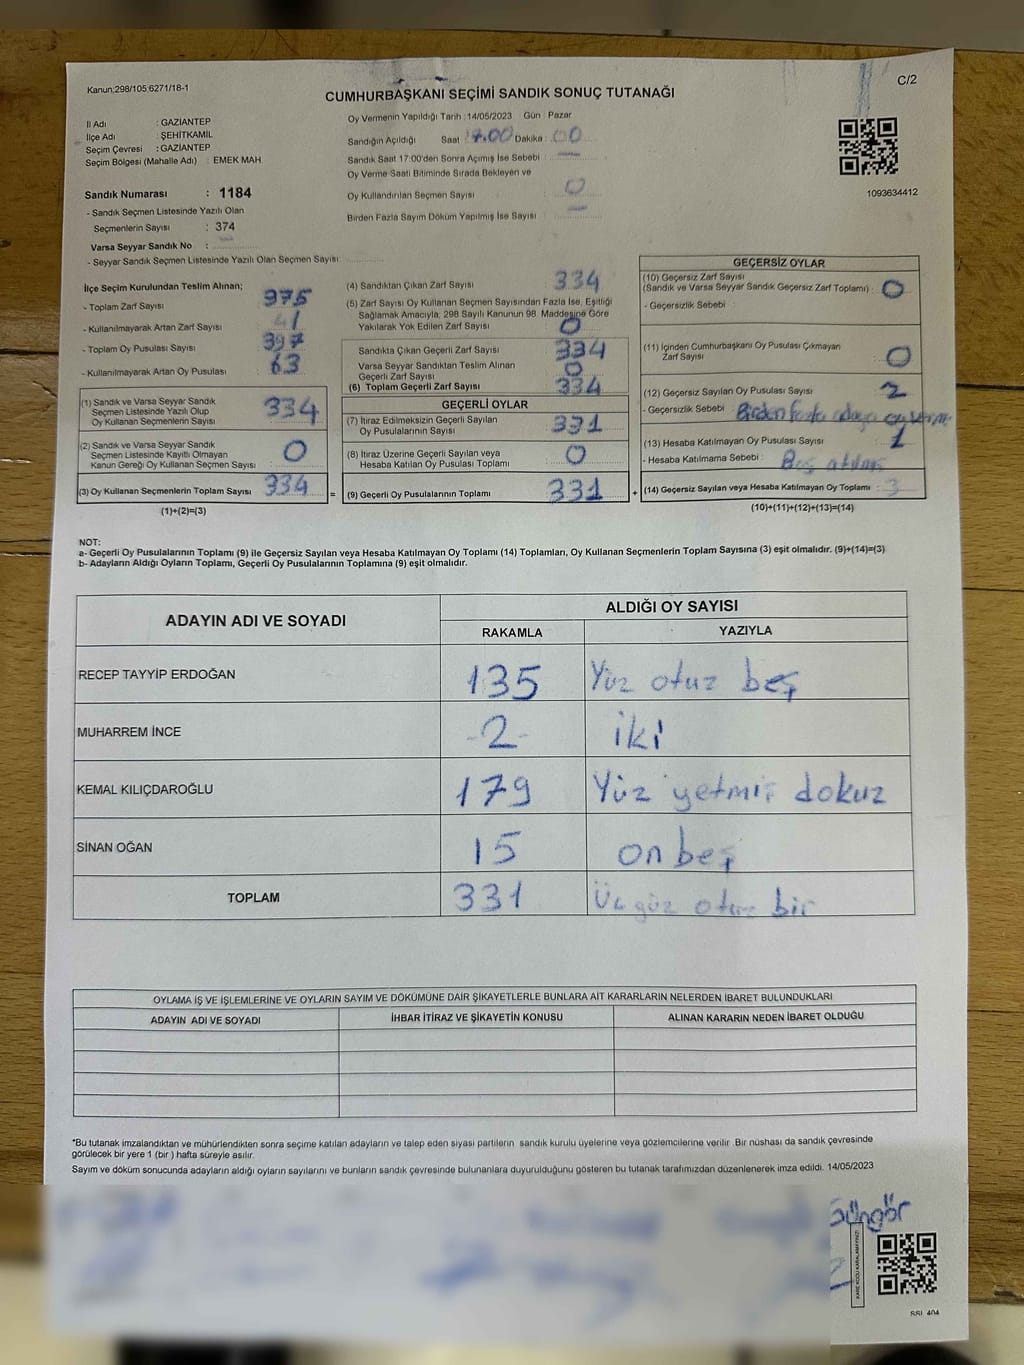 Kanun;298/105;6271/18-1
C/2
CUMHURBAŞKANI SEÇİMİ SANDIK SONUÇ TUTANAĞI
İl Adı : GAZİANTEP
İlçe Adı : ŞEHİTKAMİL
Seçim Çevresi : GAZİANTEP
Seçim Bölgesi (Mahalle Adı) : EMEK MAH.
Sandık Numarası : 1184
- Sandık Seçmen Listesinde Yazılı Olan
Seçmenlerin Sayısı : 374
Varsa Seyyar Sandık No :
- Seyyar Sandık Seçmen Listesinde Yazılı Olan Seçmen Sayısı:
Oy Vermenin Yapıldığı Tarih :14/05/2023 Gün : Pazar
Sandığın Açıldığı Saat 17.00 Dakika : 00
Sandık Saat 17:00'den Sonra Açımış İse Sebebi : —
Oy Verme Saati Bitiminde Sırada Bekleyen ve
Oy Kullandırılan Seçmen Sayısı : 0
Birden Fazla Sayım Döküm Yapılmış İse Sayısı : —
1093634412
İlçe Seçim Kurulundan Teslim Alınan;
- Toplam Zarf Sayısı : 375
- Kullanılmayarak Artan Zarf Sayısı : 41
- Toplam Oy Pusulası Sayısı : 397
- Kullanılmayarak Artan Oy Pusulası : 63
(1) Sandık ve Varsa Seyyar Sandık
Seçmen Listesinde Yazılı Olup
Oy Kullanan Seçmenlerin Sayısı : 334
(2) Sandık ve Varsa Seyyar Sandık
Seçmen Listesinde Kayıtlı Olmayan
Kanun Gereği Oy Kullanan Seçmen Sayısı : 0
(3) Oy Kullanan Seçmenlerin Toplam Sayısı : 334
(1)+(2)=(3)
(4) Sandıktan Çıkan Zarf Sayısı : 334
(5) Zarf Sayısı Oy Kullanan Seçmen Sayısından Fazla İse, Eşitliği
Sağlamak Amacıyla; 298 Sayılı Kanunun 98. Maddesine Göre
Yakılarak Yok Edilen Zarf Sayısı : 0
Sandıkta Çıkan Geçerli Zarf Sayısı : 334
Varsa Seyyar Sandıktan Teslim Alınan
Geçerli Zarf Sayısı : 0
(6) Toplam Geçerli Zarf Sayısı : 334
GEÇERLİ OYLAR
(7) İtiraz Edilmeksizin Geçerli Sayılan
Oy Pusulalarının Sayısı : 331
(8) İtiraz Üzerine Geçerli Sayılan veya
Hesaba Katılan Oy Pusulası Toplamı : 0
= (9) Geçerli Oy Pusulalarının Toplamı : 331 +
GEÇERSİZ OYLAR
(10) Geçersiz Zarf Sayısı
(Sandık ve Varsa Seyyar Sandık Geçersiz Zarf Toplamı) : 0
- Geçersizlik Sebebi :
(11) İçinden Cumhurbaşkanı Oy Pusulası Çıkmayan
Zarf Sayısı : 0
(12) Geçersiz Sayılan Oy Pusulası Sayısı : 2
- Geçersizlik Sebebi : Birden fazla adaya oy
(13) Hesaba Katılmayan Oy Pusulası Sayısı : 1
- Hesaba Katılmama Sebebi : Boş atılmış
(14) Geçersiz Sayılan veya Hesaba Katılmayan Oy Toplamı : 3
(10)+(11)+(12)+(13)=(14)
NOT:
a- Geçerli Oy Pusulalarının Toplamı (9) ile Geçersiz Sayılan veya Hesaba Katılmayan Oy Toplamı (14) Toplamları, Oy Kullanan Seçmenlerin Toplam Sayısına (3) eşit olmalıdır. (9)+(14)=(3)
b- Adayların Aldığı Oyların Toplamı, Geçerli Oy Pusulalarının Toplamına (9) eşit olmalıdır.
ADAYIN ADI VE SOYADI
ALDIĞI OY SAYISI
RAKAMLA YAZIYLA
RECEP TAYYİP ERDOĞAN 135 Yüz otuz beş
MUHARREM İNCE -2- iki
KEMAL KILIÇDAROĞLU 179 Yüz yetmiş dokuz
SİNAN OĞAN 15 on beş
TOPLAM 331 Üç yüz otuz bir
OYLAMA İŞ VE İŞLEMLERİNE VE OYLARIN SAYIM VE DÖKÜMÜNE DAİR ŞİKAYETLERLE BUNLARA AİT KARARLARIN NELERDEN İBARET BULUNDUKLARI
ADAYIN ADI VE SOYADI İHBAR İTİRAZ VE ŞİKAYETİN KONUSU ALINAN KARARIN NEDEN İBARET OLDUĞU
*Bu tutanak imzalandıktan ve mühürlendikten sonra seçime katılan adayların ve talep eden siyasi partilerin sandık kurulu üyelerine veya gözlemcilerine verilir .Bir nüshası da sandık çevresinde
görülecek bir yere 1 (bir ) hafta süreyle asılır.
Sayım ve döküm sonucunda adayların aldığı oyların sayılarını ve bunların sandık çevresinde bulunanlara duyurulduğunu gösteren bu tutanak tarafımızdan düzenlenerek imza edildi. 14/05/2023
Güngör